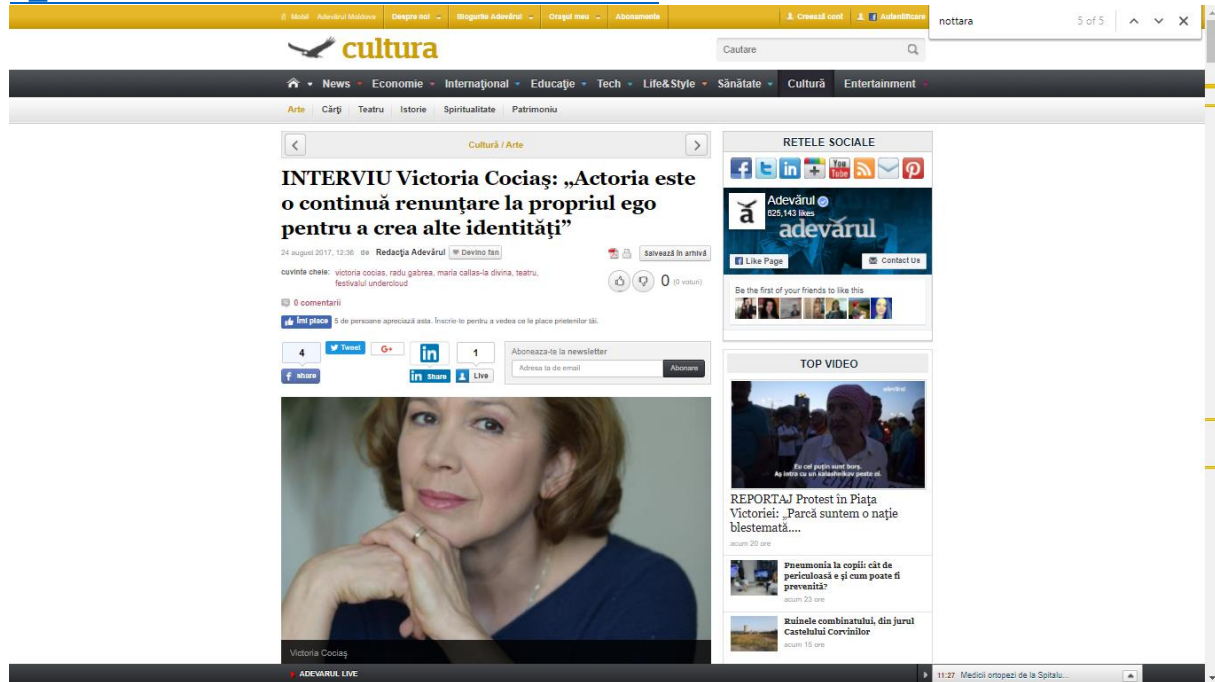 Mobil Adevărul Moldova Despre noi Blogurile Adevărul Oraşul meu Abonamente Creează cont Autentificare
nottara 5 of 5
cultura
Cautare
News Economie Internaţional Educaţie Tech Life&Style Sănătate Cultură Entertainment
Arte Cărţi Teatru Istorie Spiritualitate Patrimoniu
Cultură / Arte
INTERVIU Victoria Cociaş: „Actoria este
o continuă renunţare la propriul ego
pentru a crea alte identităţi”
24 august 2017, 12:36 de Redacţia Adevărul Devino fan
salvează în arhivă
cuvinte cheie: victoria cocias, radu gabrea, maria callas-la divina, teatru,
festivalul undercloud
0 (0 voturi)
0 comentarii
Îmi place 5 de persoane apreciază asta. Înscrie-te pentru a vedea ce le place prietenilor tăi.
4 Tweet G+ in 1
f share in Share Live
Aboneaza-te la newsletter
Adresa ta de email Abonare
Victoria Cociaş
RETELE SOCIALE
You Tube
Adevărul
625,143 likes
adevărul
Like Page Contact Us
Be the first of your friends to like this
TOP VIDEO
adevărul
Eu cel puţin sunt borş.
Aş intra cu un kalashnikov peste ei.
REPORTAJ Protest în Piaţa
Victoriei: „Parcă suntem o naţie
blestemată....
acum 20 ore
Pneumonia la copii: cât de
periculoasă e şi cum poate fi
prevenită?
acum 23 ore
Ruinele combinatului, din jurul
Castelului Corvinilor
acum 15 ore
ADEVARUL LIVE
11:27 Medicii ortopezi de la Spitalu...